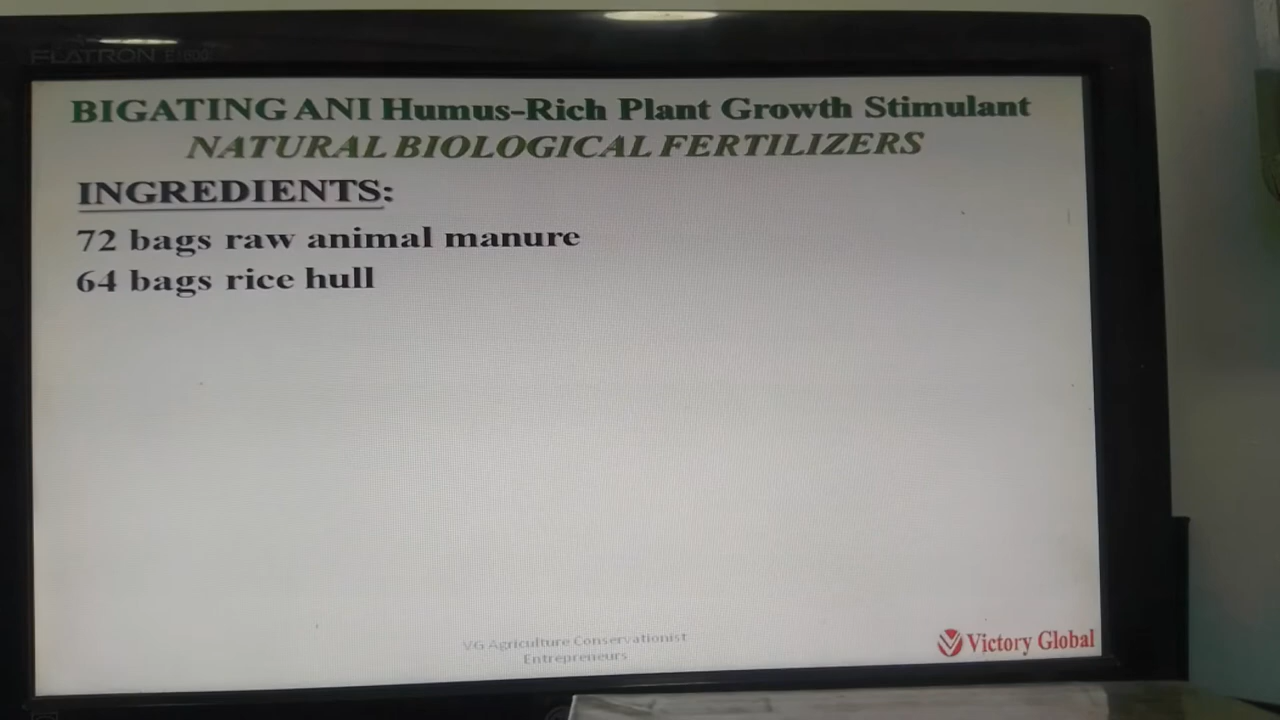 FLATRON
BIGATING ANI Humus-Rich Plant Growth Stimulant
NATURAL BIOLOGICAL FERTILIZERS
INGREDIENTS:
72 bags raw animal manure
64 bags rice hull
VG Agriculture Conservationist
Entrepreneurs
Victory Global